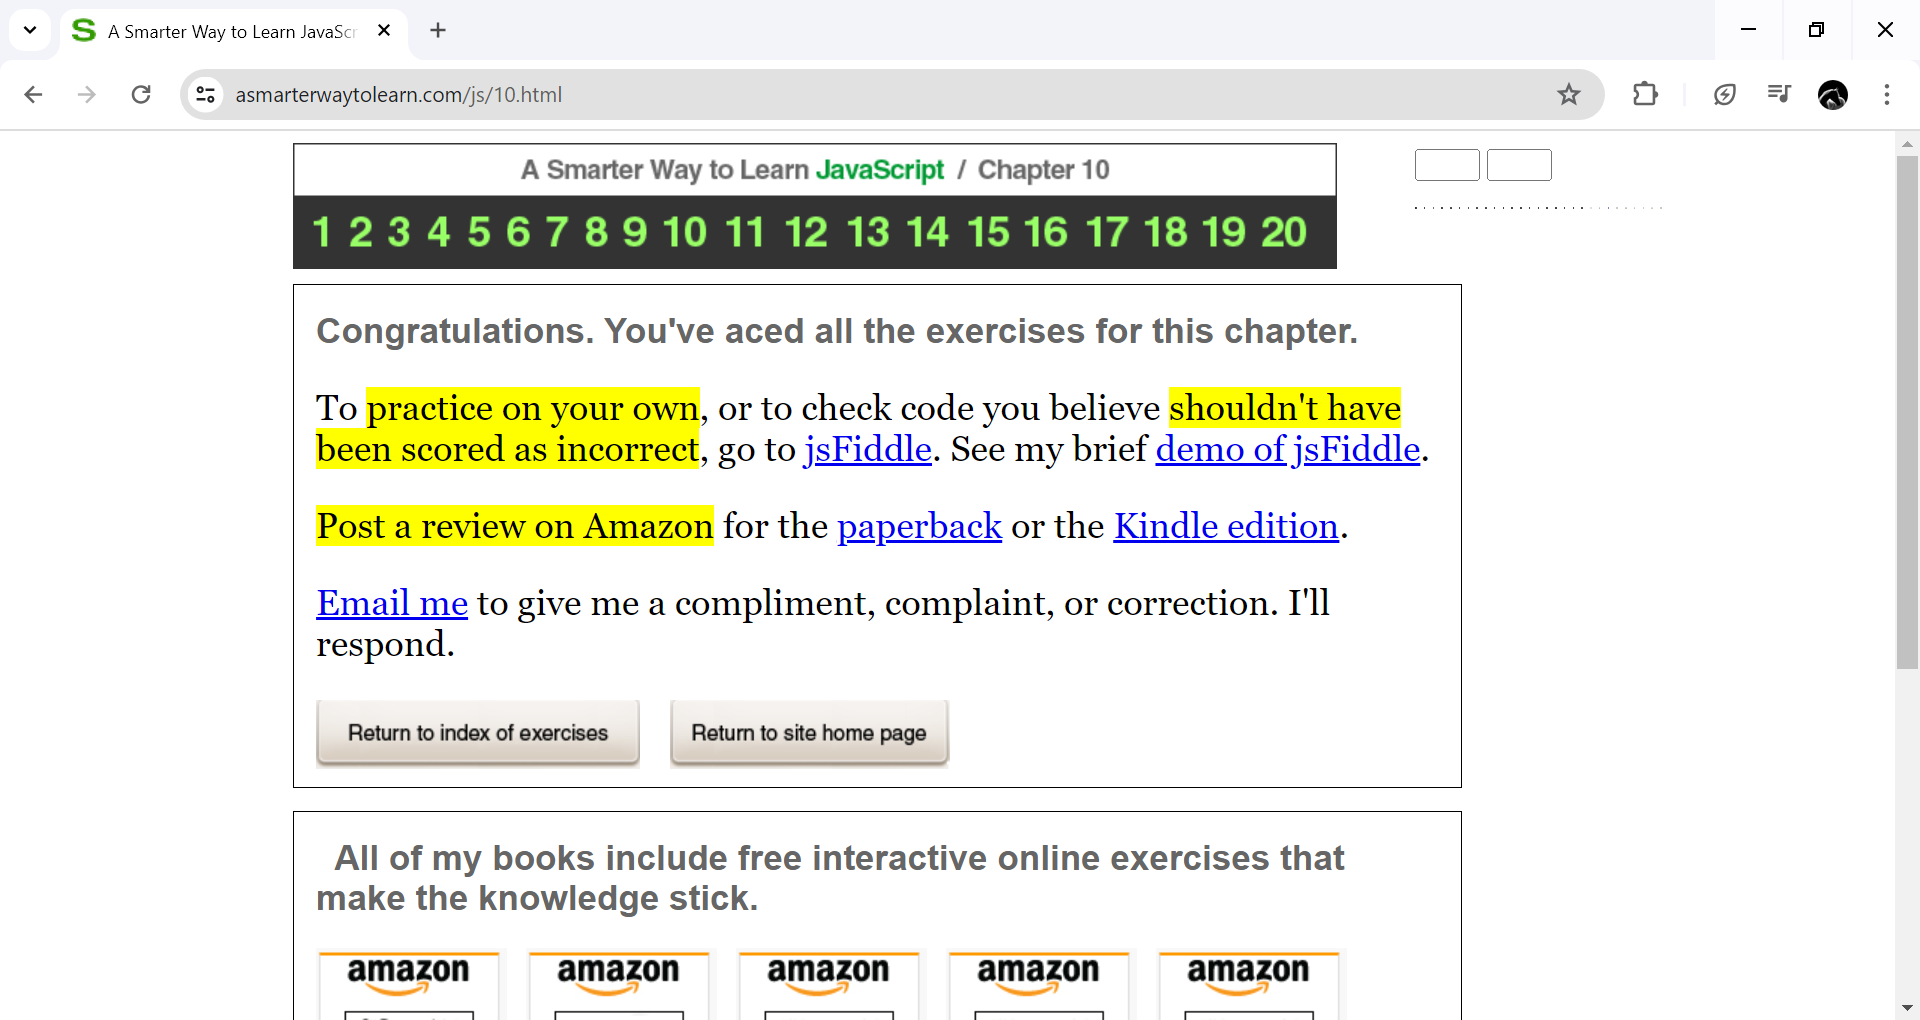 A Smarter Way to Learn JavaScr
asmarterwaytolearn.com/js/10.html
A Smarter Way to Learn JavaScript / Chapter 10
1 2 3 4 5 6 7 8 9 10 11 12 13 14 15 16 17 18 19 20
Congratulations. You've aced all the exercises for this chapter.
To practice on your own, or to check code you believe shouldn't have
been scored as incorrect, go to jsFiddle. See my brief demo of jsFiddle.
Post a review on Amazon for the paperback or the Kindle edition.
Email me to give me a compliment, complaint, or correction. I'll
respond.
Return to index of exercises Return to site home page
All of my books include free interactive online exercises that
make the knowledge stick.
amazon amazon amazon amazon amazon